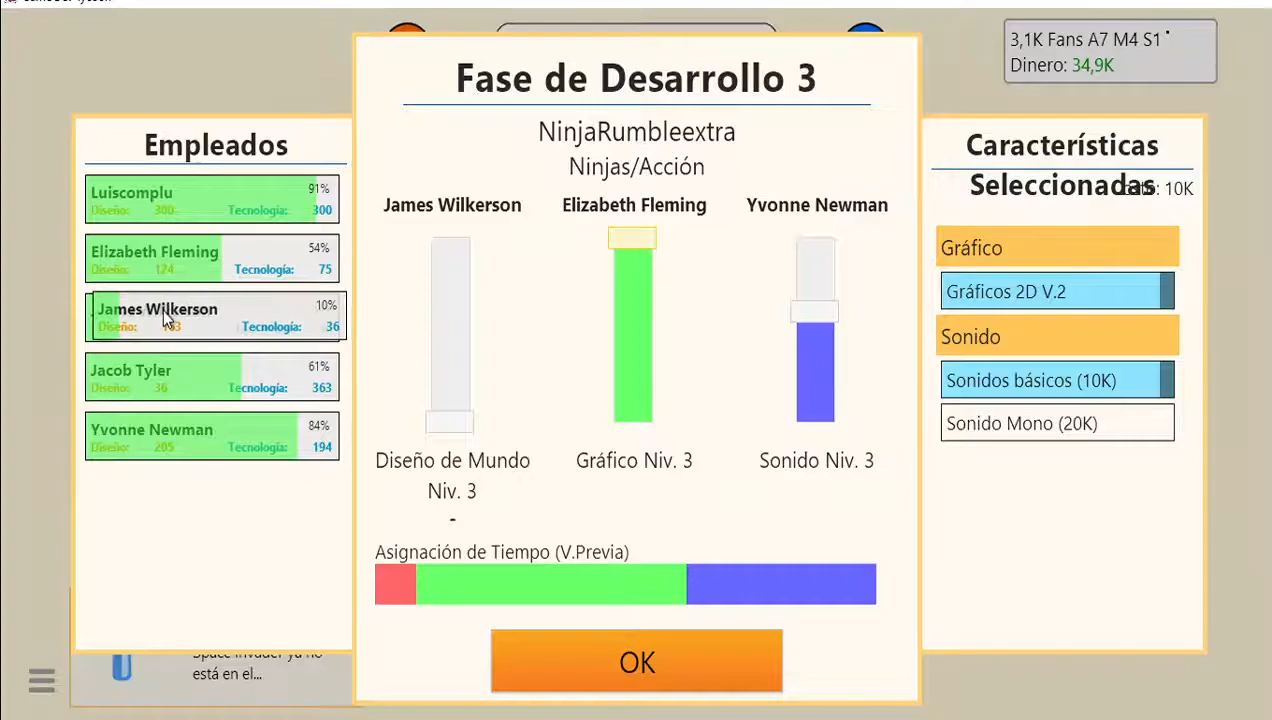 3,1K Fans A7 M4 S1
Dinero: 34,9K
Fase de Desarrollo 3
NinjaRumbleextra
Ninjas/Acción
Empleados
Luiscomplu 91%
Diseño: 300 Tecnología: 300
Elizabeth Fleming 54%
Diseño: 124 Tecnología: 75
James Wilkerson 10%
Diseño: Tecnología: 36
Jacob Tyler 61%
Diseño: 36 Tecnología: 363
Yvonne Newman 84%
Diseño: 205 Tecnología: 194
James Wilkerson Elizabeth Fleming Yvonne Newman
Diseño de Mundo Gráfico Niv. 3 Sonido Niv. 3
Niv. 3
-
Asignación de Tiempo (V.Previa)
OK
Características
Seleccionadas : 10K
Gráfico
Gráficos 2D V.2
Sonido
Sonidos básicos (10K)
Sonido Mono (20K)
Space Invader ya no
está en el...